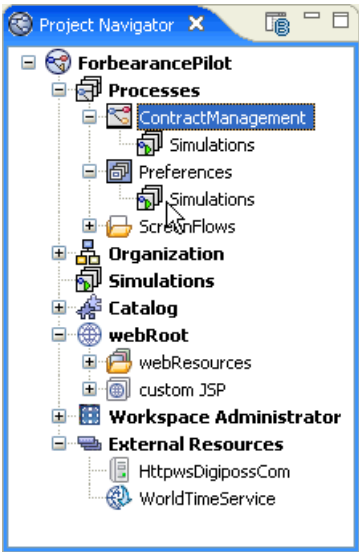 Project Navigator
ForbearancePilot
Processes
ContractManagement
Simulations
Preferences
Simulations
ScreenFlows
Organization
Simulations
Catalog
webRoot
webResources
custom JSP
Workspace Administrator
External Resources
HttpwsDigipossCom
WorldTimeService